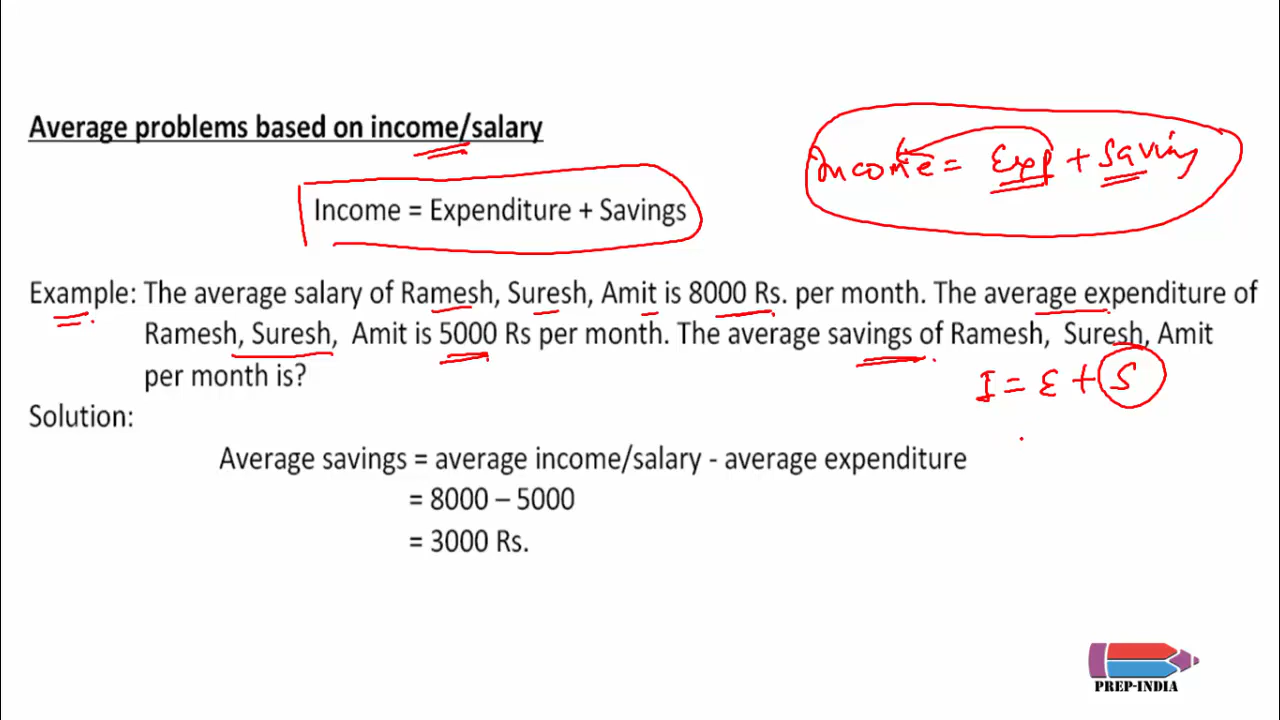 Average problems based on income/salary
Income = Exp + Saving
Income = Expenditure + Savings
Example: The average salary of Ramesh, Suresh, Amit is 8000 Rs. per month. The average expenditure of
Ramesh, Suresh, Amit is 5000 Rs per month. The average savings of Ramesh, Suresh, Amit
per month is?
I = E + S
Solution:
Average savings = average income/salary - average expenditure
= 8000 – 5000
= 3000 Rs.
PREP-INDIA